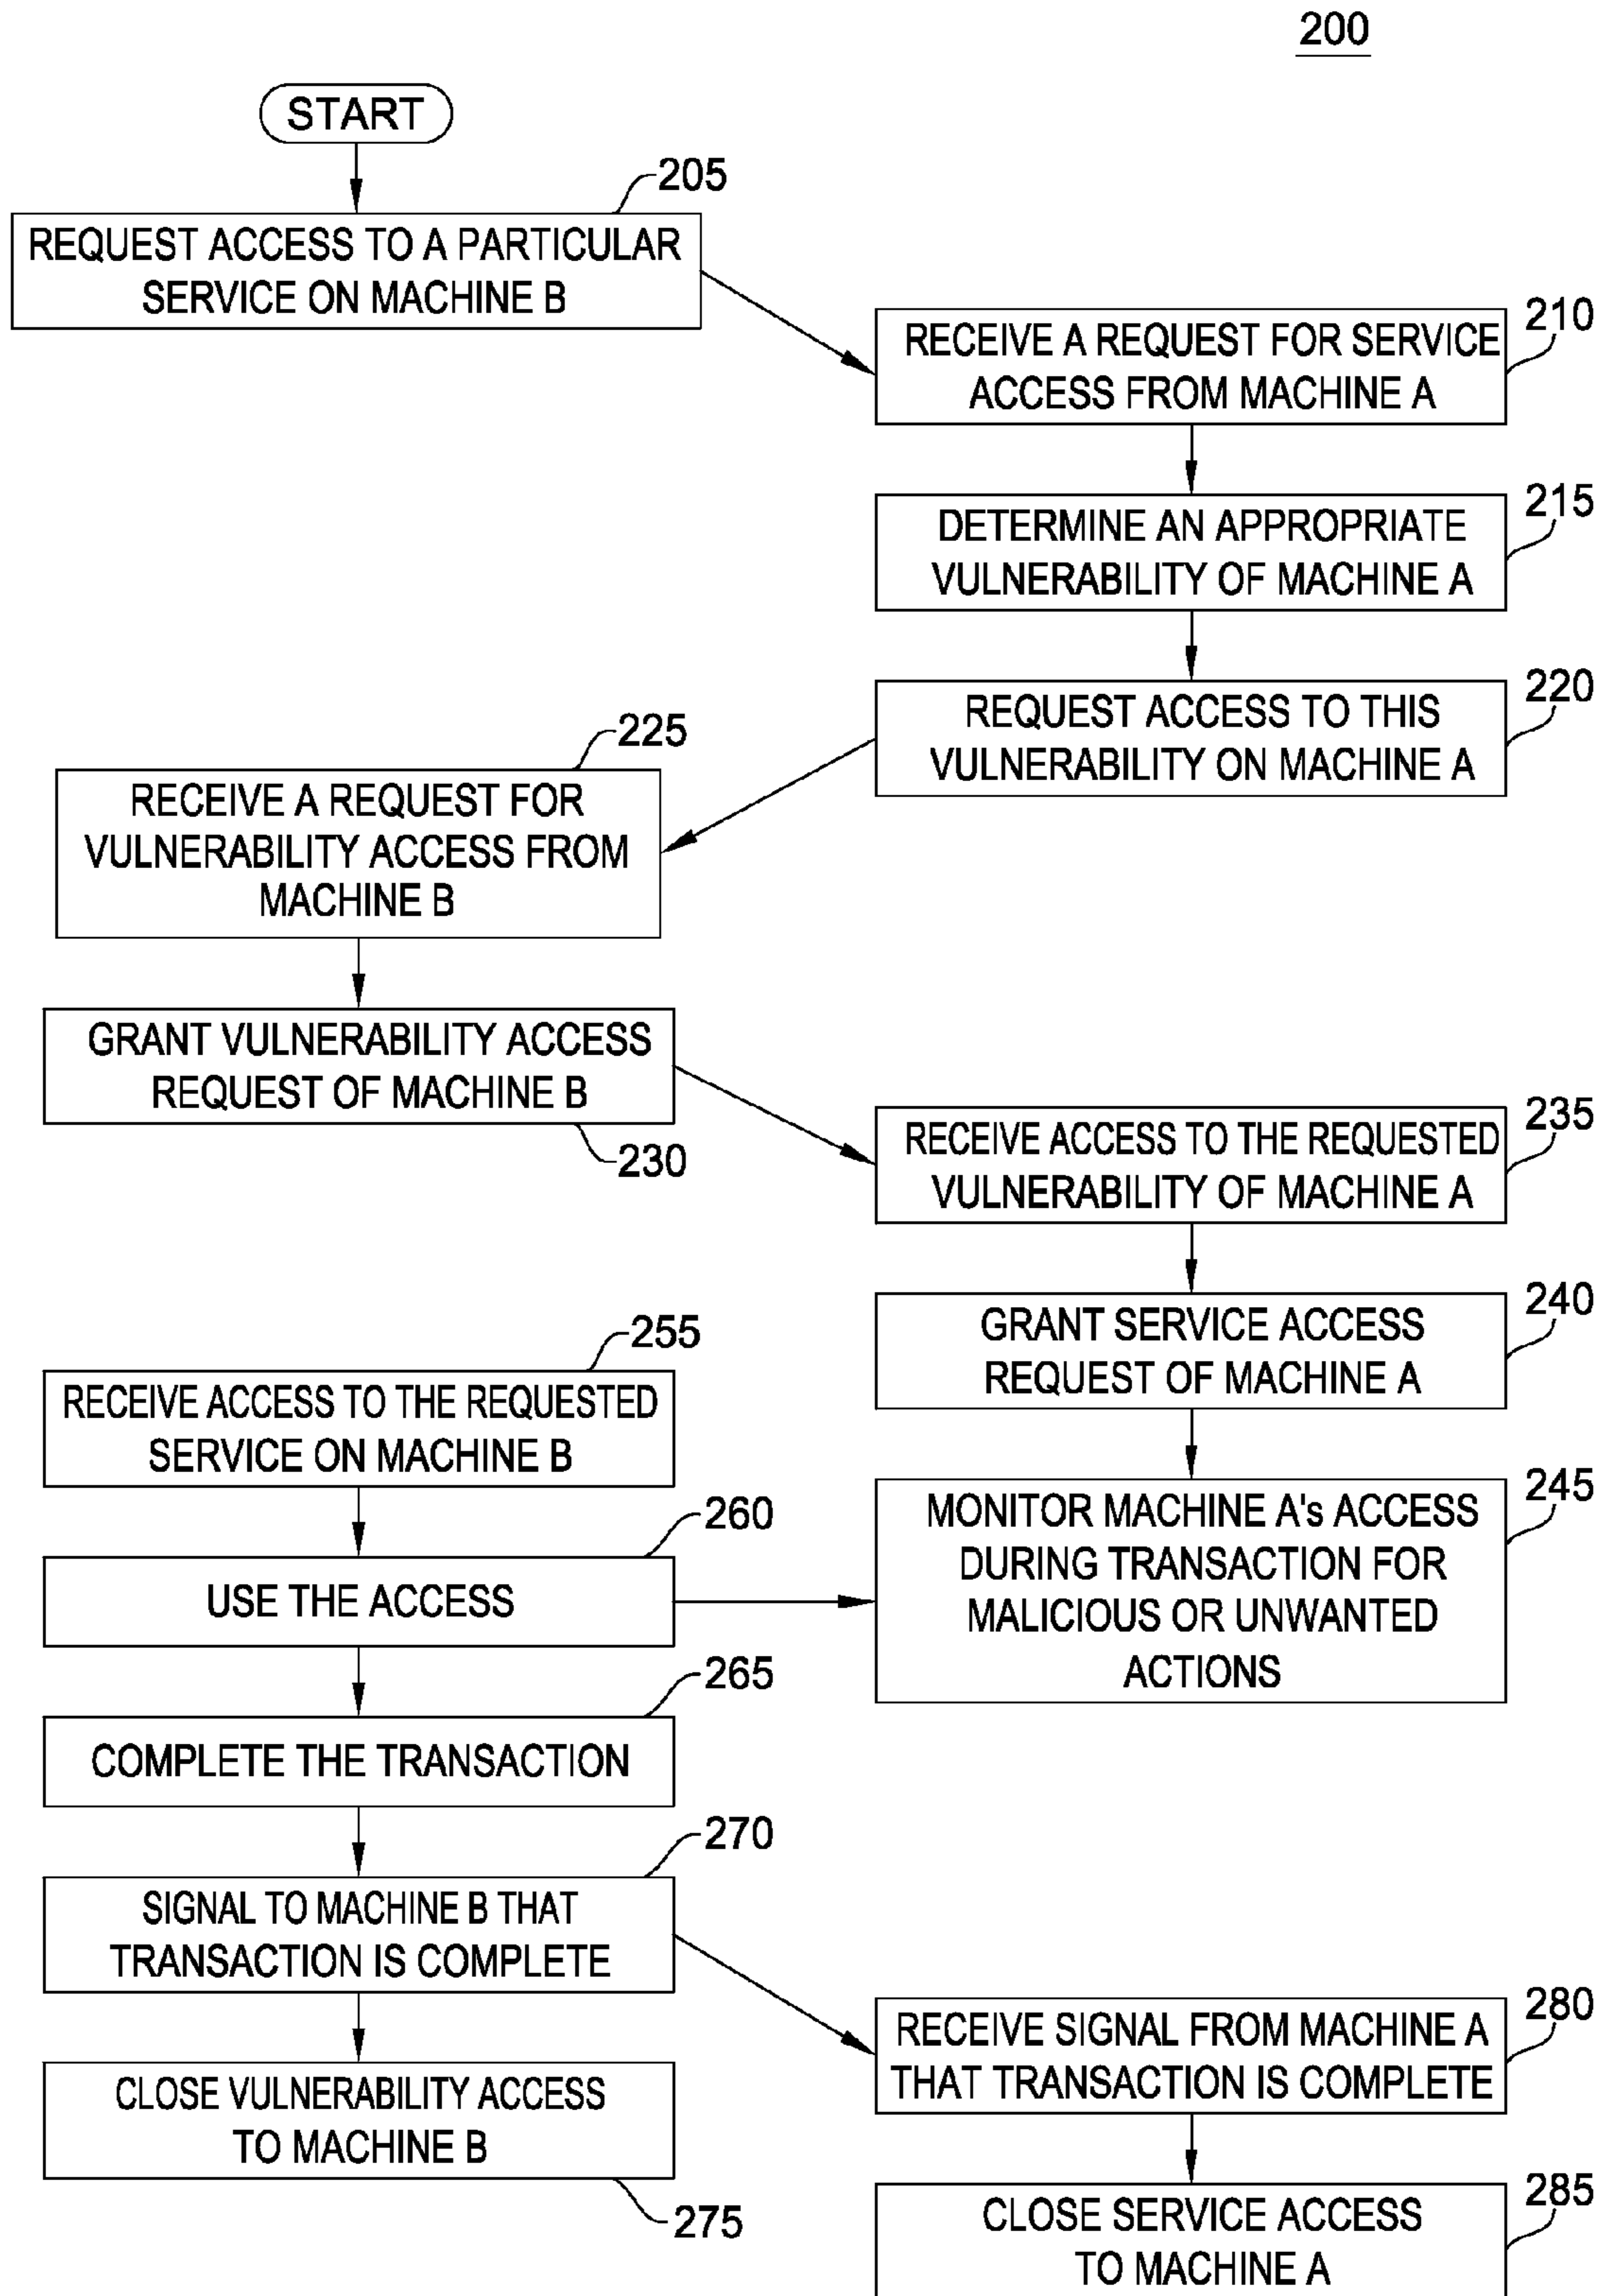 200
START
205
REQUEST ACCESS TO A PARTICULAR
SERVICE ON MACHINE B
210
RECEIVE A REQUEST FOR SERVICE
ACCESS FROM MACHINE A
215
DETERMINE AN APPROPRIATE
VULNERABILITY OF MACHINE A
220
REQUEST ACCESS TO THIS
VULNERABILITY ON MACHINE A
225
RECEIVE A REQUEST FOR
VULNERABILITY ACCESS FROM
MACHINE B
GRANT VULNERABILITY ACCESS
REQUEST OF MACHINE B
230
235
RECEIVE ACCESS TO THE REQUESTED
VULNERABILITY OF MACHINE A
240
GRANT SERVICE ACCESS
REQUEST OF MACHINE A
245
MONITOR MACHINE A's ACCESS
DURING TRANSACTION FOR
MALICIOUS OR UNWANTED
ACTIONS
255
RECEIVE ACCESS TO THE REQUESTED
SERVICE ON MACHINE B
260
USE THE ACCESS
265
COMPLETE THE TRANSACTION
270
SIGNAL TO MACHINE B THAT
TRANSACTION IS COMPLETE
CLOSE VULNERABILITY ACCESS
TO MACHINE B
275
280
RECEIVE SIGNAL FROM MACHINE A
THAT TRANSACTION IS COMPLETE
285
CLOSE SERVICE ACCESS
TO MACHINE A